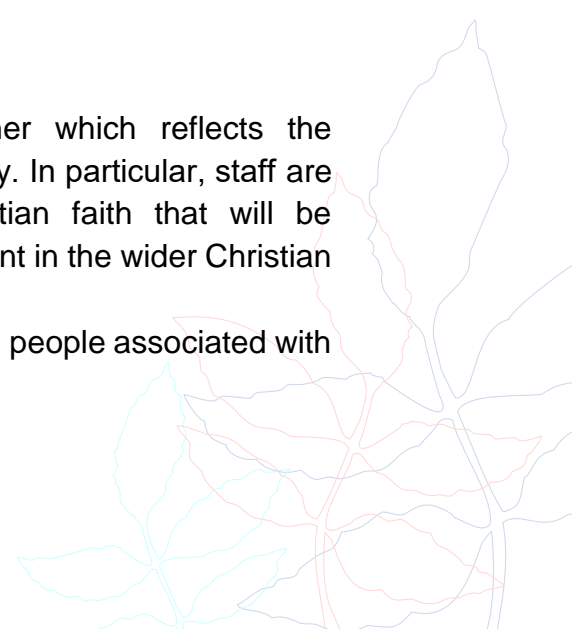 ner which reflects the
y. In particular, staff are
tian faith that will be
nt in the wider Christian
people associated with